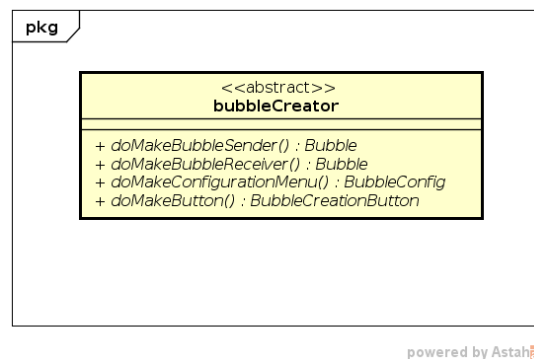 pkg
<<abstract>>
bubbleCreator
+ doMakeBubbleSender() : Bubble
+ doMakeBubbleReceiver() : Bubble
+ doMakeConfigurationMenu() : BubbleConfig
+ doMakeButton() : BubbleCreationButton
powered by Astah